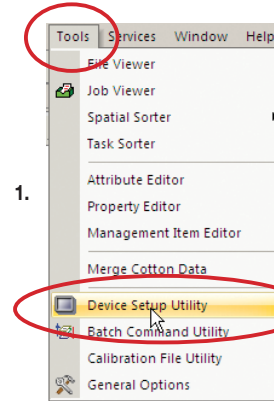 Tools Services Window Help
File Viewer
Job Viewer
Spatial Sorter
Task Sorter
1.
Attribute Editor
Property Editor
Management Item Editor
Merge Cotton Data
Device Setup Utility
Batch Command Utility
Calibration File Utility
General Options